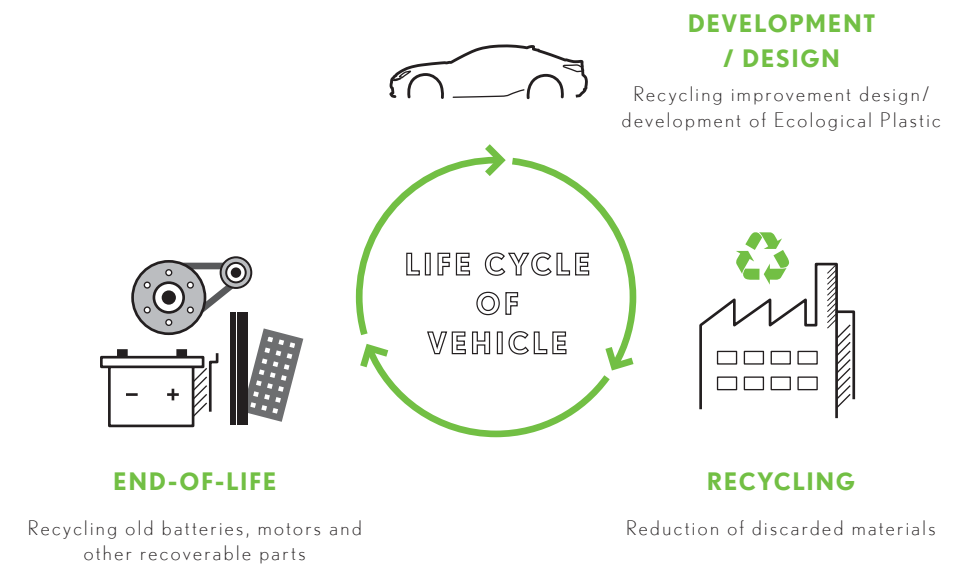 DEVELOPMENT
/ DESIGN
Recycling improvement design/
development of Ecological Plastic
LIFE CYCLE
OF
VEHICLE
END-OF-LIFE
Recycling old batteries, motors and
other recoverable parts
RECYCLING
Reduction of discarded materials